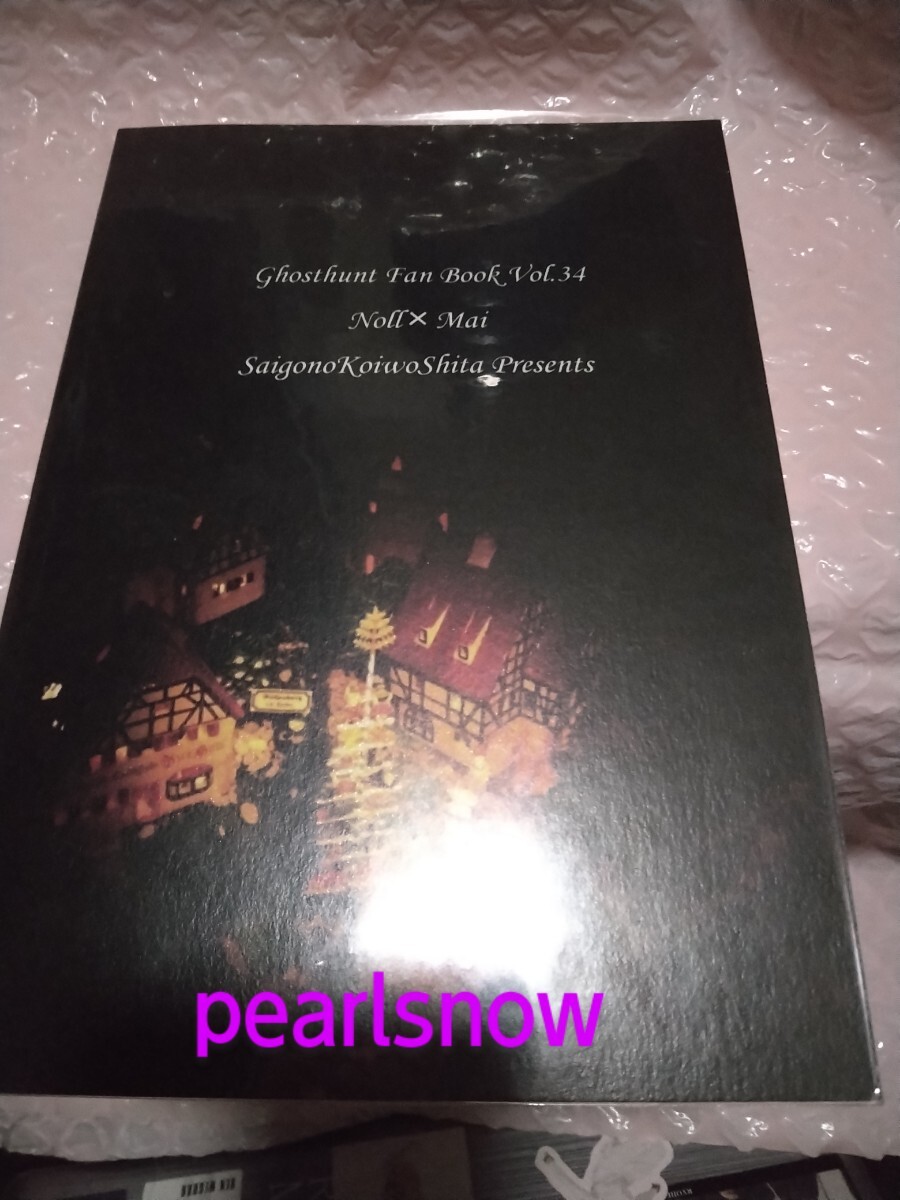 Ghosthunt Fan Book Vol.34
Noll× Mai
SaigonoKoiwoShita Presents
pearlsnow